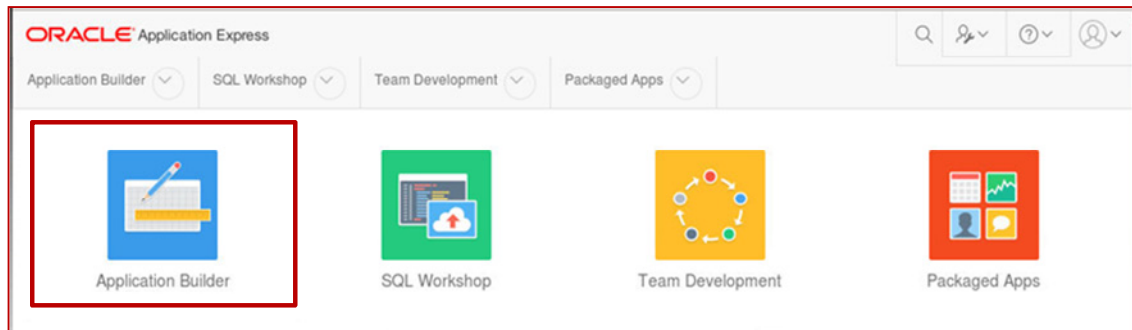 ORACLE Application Express
Application Builder SQL Workshop Team Development Packaged Apps
Application Builder SQL Workshop Team Development Packaged Apps